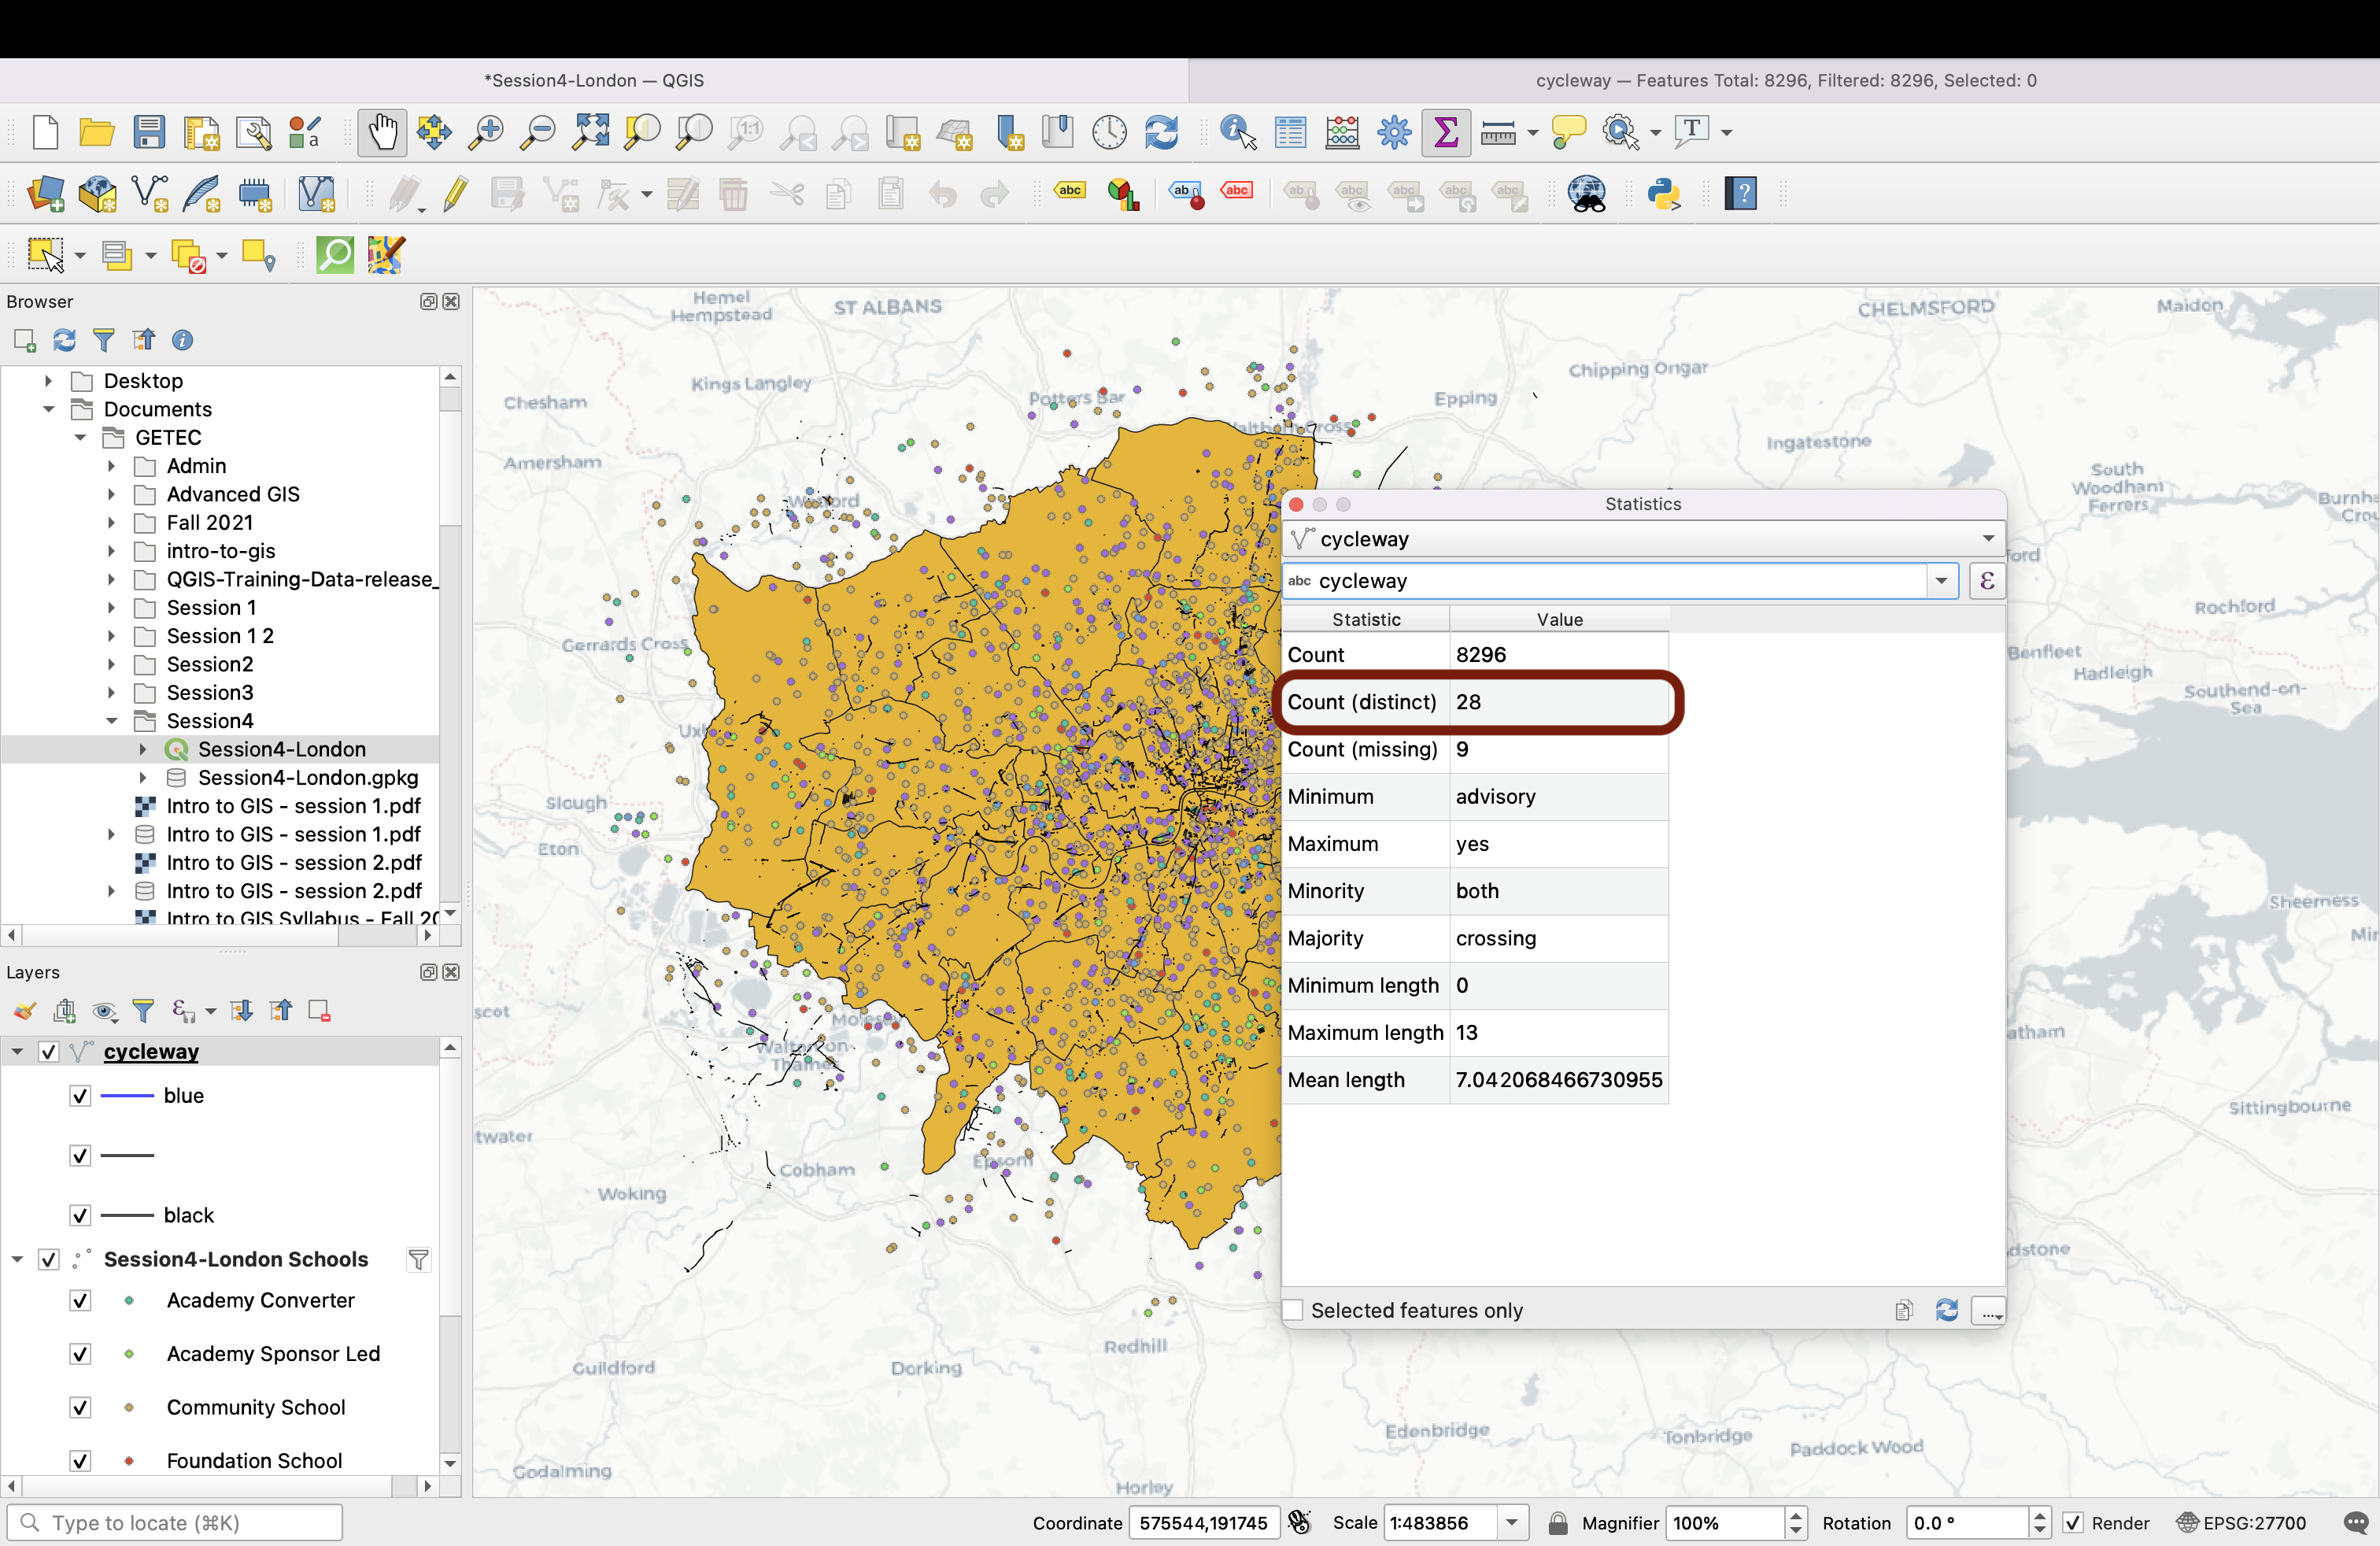 *Session4-London — QGIS
cycleway — Features Total: 8296, Filtered: 8296, Selected: 0
Browser
Desktop
Documents
GETEC
Admin
Advanced GIS
Fall 2021
intro-to-gis
QGIS-Training-Data-release_
Session 1
Session 1 2
Session2
Session3
Session4
Session4-London
Session4-London.gpkg
Intro to GIS - session 1.pdf
Intro to GIS - session 1.pdf
Intro to GIS - session 2.pdf
Intro to GIS - session 2.pdf
Intro to GIS Syllabus - Fall 20
Layers
cycleway
blue
black
Session4-London Schools
Academy Converter
Academy Sponsor Led
Community School
Foundation School
Hemel
Hempstead
ST ALBANS
CHELMSFORD
Maldon
Kings Langley
Chesham
Potters Bar
Epping
Chipping Ongar
Ingatestone
Amersham
South
Woodham
Ferrers
Gerrards Cross
Rochford
Benfleet
Hadleigh
Southend-on-
Sea
Slough
Eton
Sheerness
Molesey
Walton-on-
Thames
Sittingbourne
Cobham
Epsom
Woking
Redhill
Guildford
Dorking
Edenbridge
Tonbridge
Paddock Wood
Godalming
Horley
Statistics
cycleway
abc cycleway
ε
Statistic Value
Count 8296
Count (distinct) 28
Count (missing) 9
Minimum advisory
Maximum yes
Minority both
Majority crossing
Minimum length 0
Maximum length 13
Mean length 7.042068466730955
Selected features only
...
Type to locate (⌘K)
Coordinate 575544,191745
Scale 1:483856
Magnifier 100%
Rotation 0.0 °
Render
EPSG:27700